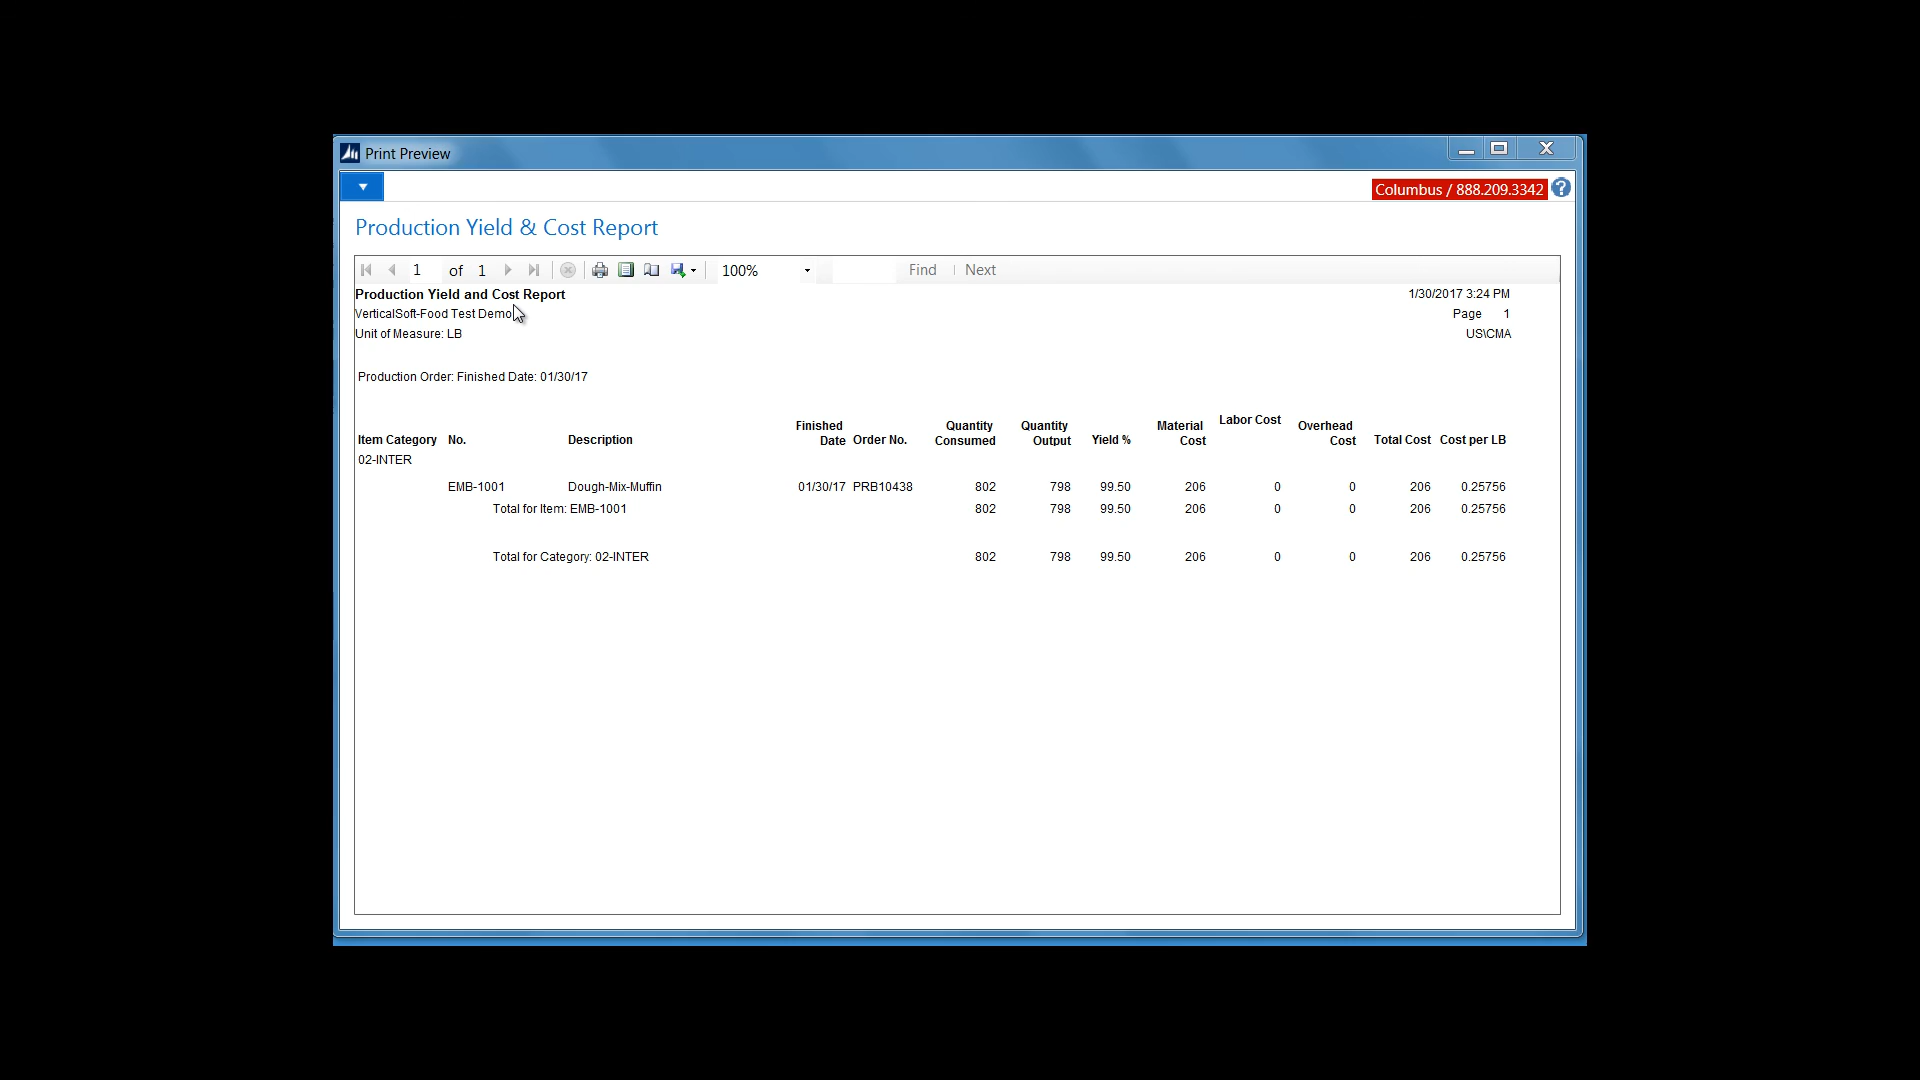 Print Preview
Columbus / 888.209.3342
Production Yield & Cost Report
1 of 1 100% Find Next
Production Yield and Cost Report 1/30/2017 3:24 PM
VerticalSoft-Food Test Demo Page 1
Unit of Measure: LB US\CMA
Production Order: Finished Date: 01/30/17
Item Category No. Description Finished Date Order No. Quantity Consumed Quantity Output Yield % Material Cost Labor Cost Overhead Cost Total Cost Cost per LB
02-INTER
EMB-1001 Dough-Mix-Muffin 01/30/17 PRB10438 802 798 99.50 206 0 0 206 0.25756
Total for Item: EMB-1001 802 798 99.50 206 0 0 206 0.25756
Total for Category: 02-INTER 802 798 99.50 206 0 0 206 0.25756